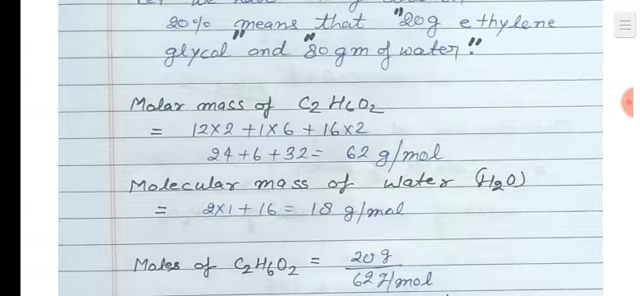 20% means that "20g ethylene
glycol" and "80 gm of water"
Molar mass of C2H6O2
= 12×2 + 1×6 + 16×2
24+6+32 = 62 g/mol
Molecular mass of water (H2O)
= 2×1 + 16 = 18 g/mol
Moles of C2H6O2 = 20g
62 g/mol